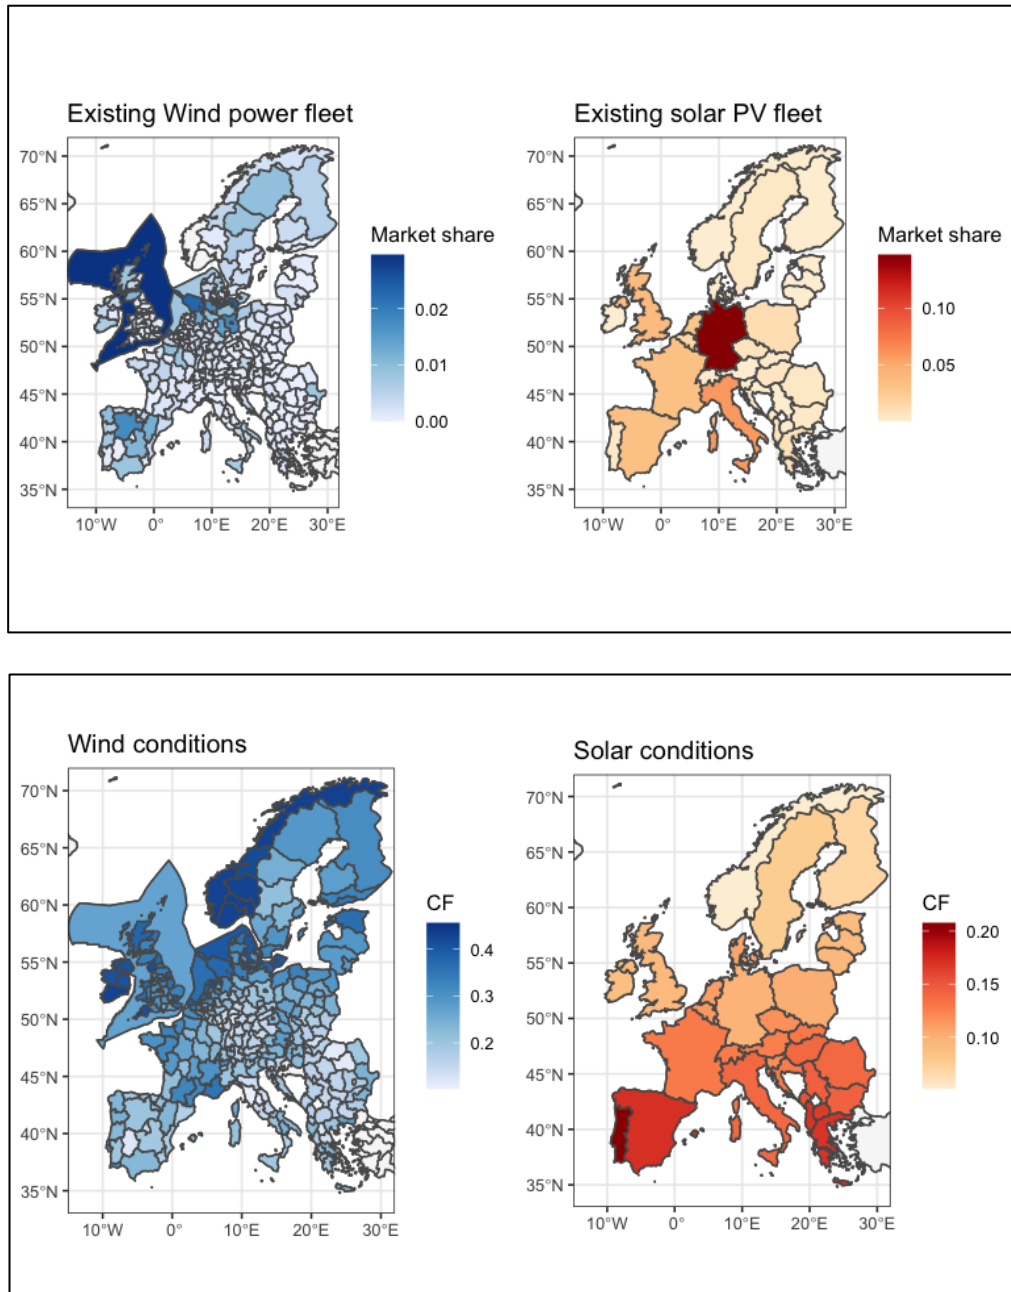 Existing Wind power fleet
70°N
65°N
60°N
55°N
50°N
45°N
40°N
35°N
10°W 0° 10°E 20°E 30°E
Market share
0.02
0.01
0.00
Existing solar PV fleet
70°N
65°N
60°N
55°N
50°N
45°N
40°N
35°N
10°W 0° 10°E 20°E 30°E
Market share
0.10
0.05
Wind conditions
70°N
65°N
60°N
55°N
50°N
45°N
40°N
35°N
10°W 0° 10°E 20°E 30°E
CF
0.4
0.3
0.2
Solar conditions
70°N
65°N
60°N
55°N
50°N
45°N
40°N
35°N
10°W 0° 10°E 20°E 30°E
CF
0.20
0.10